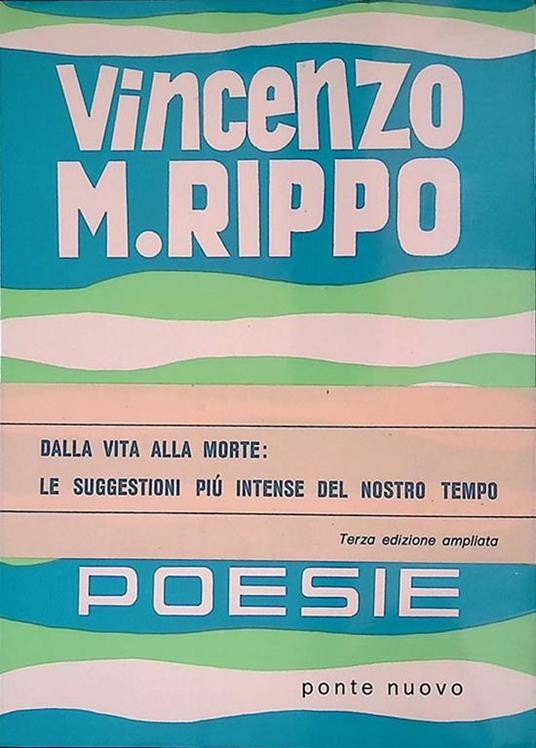 Vincenzo
M. RIPPO
DALLA VITA ALLA MORTE:
LE SUGGESTIONI PIÚ INTENSE DEL NOSTRO TEMPO
Terza edizione ampliata
POESIE
ponte nuovo